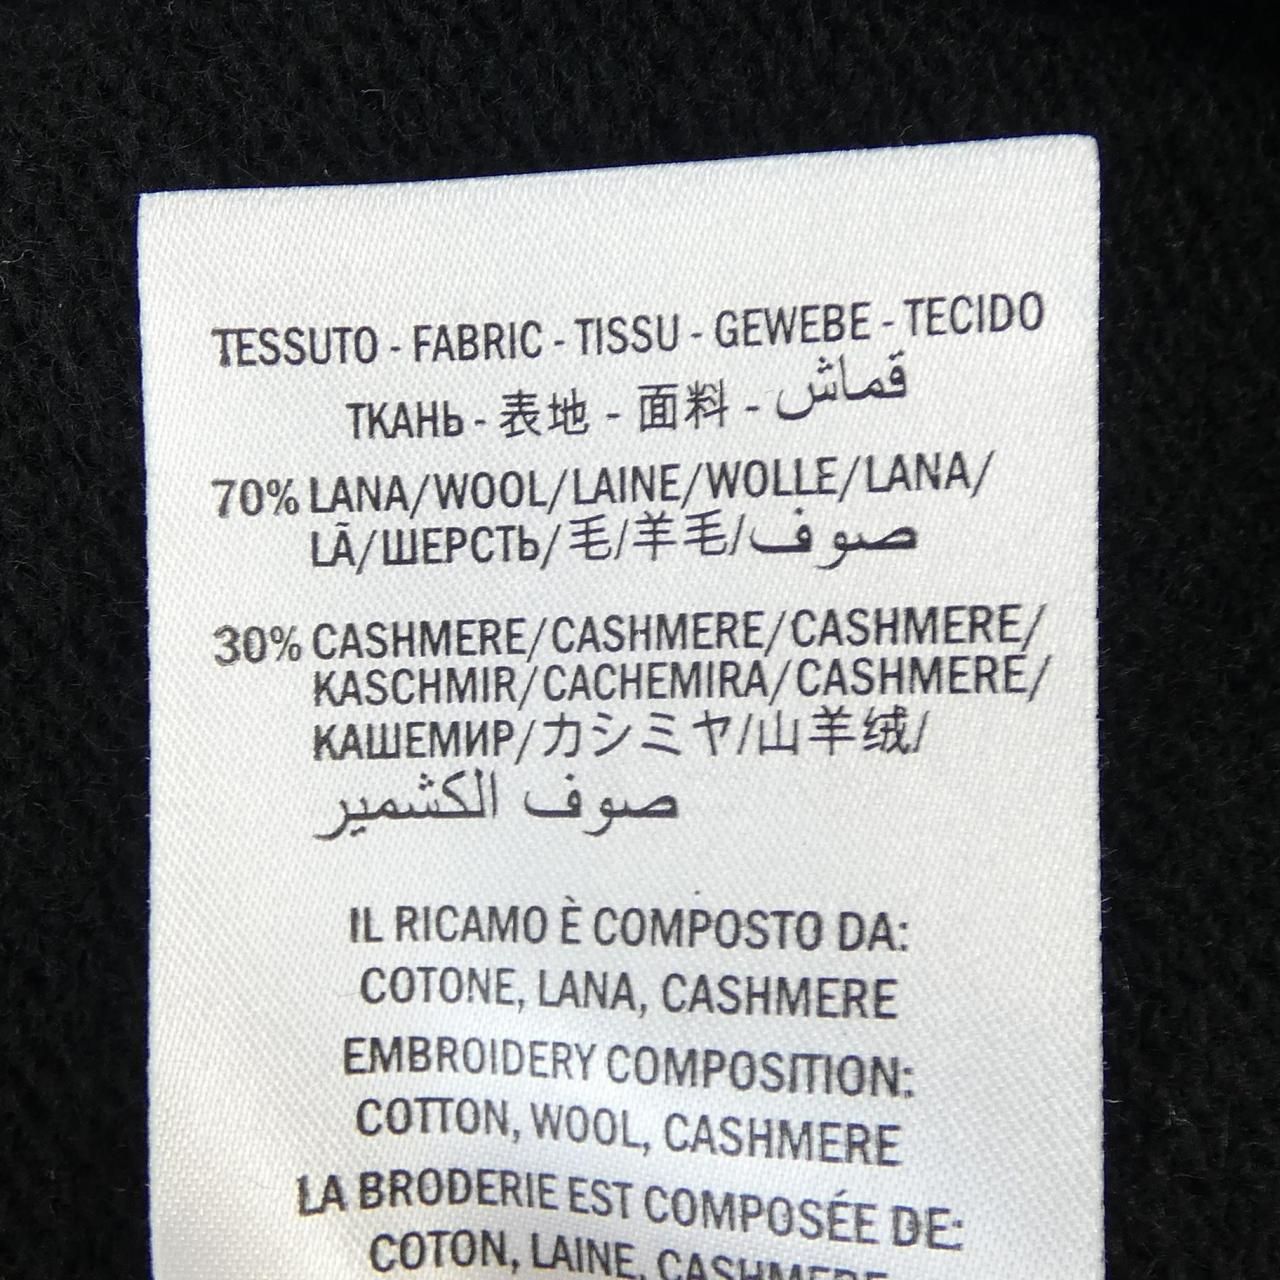 TESSUTO - FABRIC - TISSU - GEWEBE - TECIDO
ТКАНЬ - 表地 - 面料 - قماش
70% LANA/WOOL/LAINE/WOLLE/LANA/
LÃ/ШЕРСТЬ/毛/羊毛/صوف
30% CASHMERE/CASHMERE/CASHMERE/
KASCHMIR/CACHEMIRA/CASHMERE/
КАШЕМИР/カシミヤ/山羊绒/
صوف الكشمير
IL RICAMO È COMPOSTO DA:
COTONE, LANA, CASHMERE
EMBROIDERY COMPOSITION:
COTTON, WOOL, CASHMERE
LA BRODERIE EST COMPOSÉE DE:
COTON, LAINE, CASHMERE